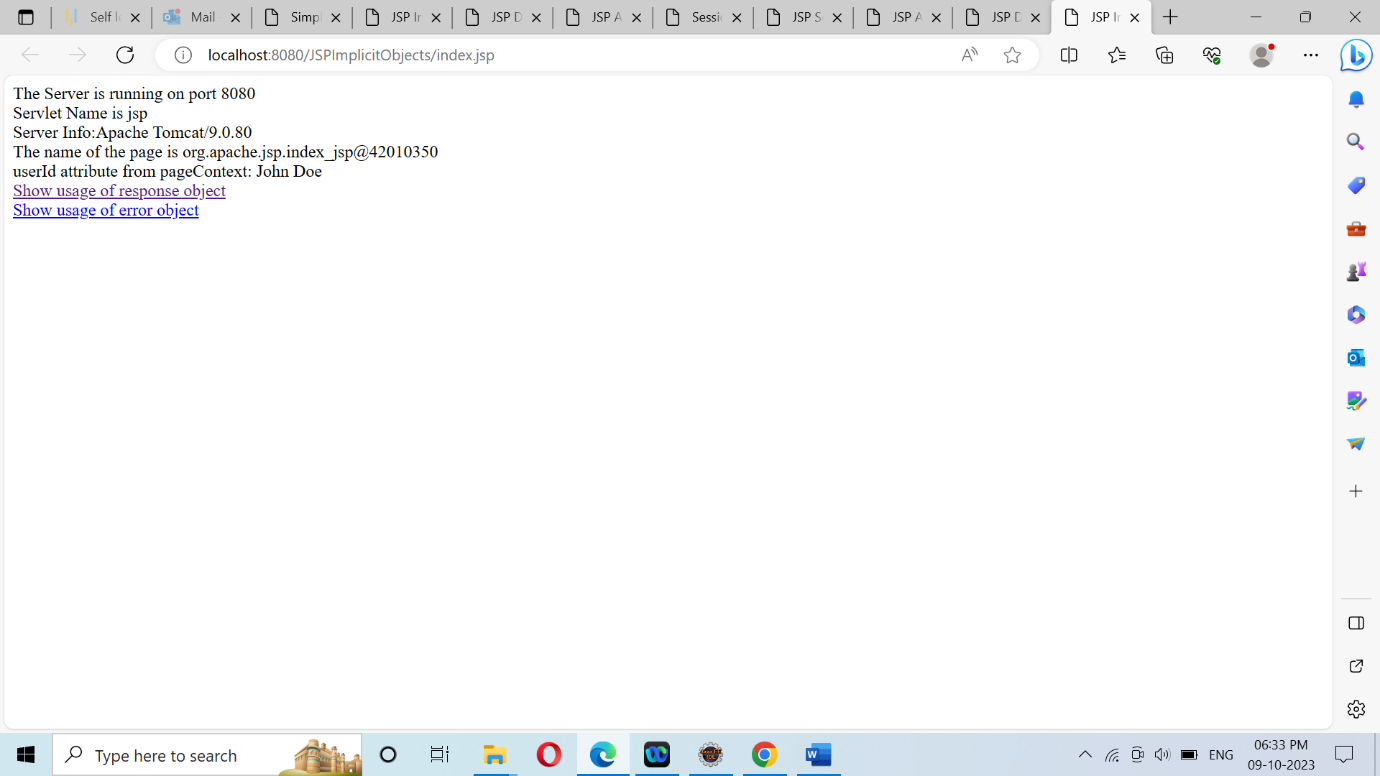 Self I
Mail
Simpl
JSP Ir
JSP D
JSP A
Sessi
JSP S
JSP A
JSP D
JSP Ir
localhost:8080/JSPImplicitObjects/index.jsp
The Server is running on port 8080
Servlet Name is jsp
Server Info:Apache Tomcat/9.0.80
The name of the page is org.apache.jsp.index_jsp@42010350
userId attribute from pageContext: John Doe
Show usage of response object
Show usage of error object
Type here to search
ENG
06:33 PM
09-10-2023